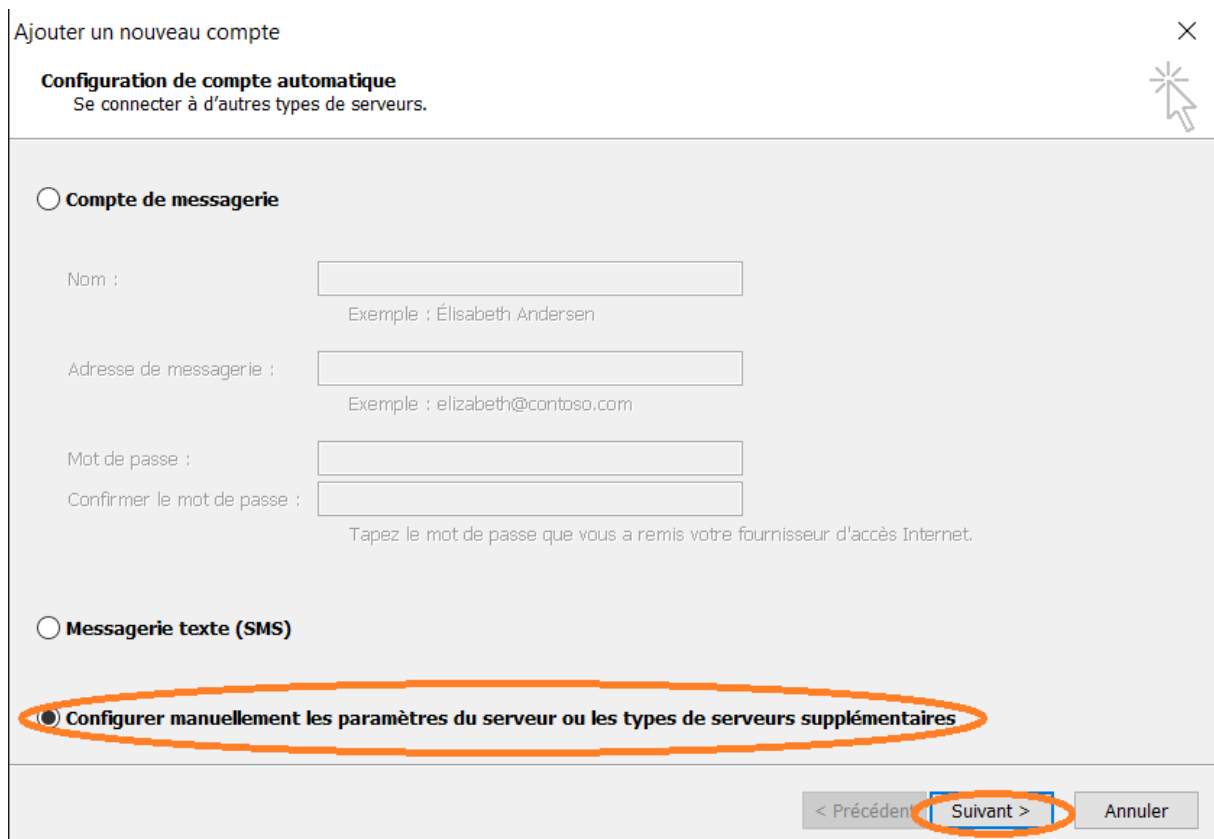 Ajouter un nouveau compte
Configuration de compte automatique
Se connecter à d’autres types de serveurs.
Compte de messagerie
Nom :
Exemple : Élisabeth Andersen
Adresse de messagerie :
Exemple : elizabeth@contoso.com
Mot de passe :
Confirmer le mot de passe :
Tapez le mot de passe que vous a remis votre fournisseur d'accès Internet.
Messagerie texte (SMS)
Configurer manuellement les paramètres du serveur ou les types de serveurs supplémentaires
< Précédent Suivant > Annuler